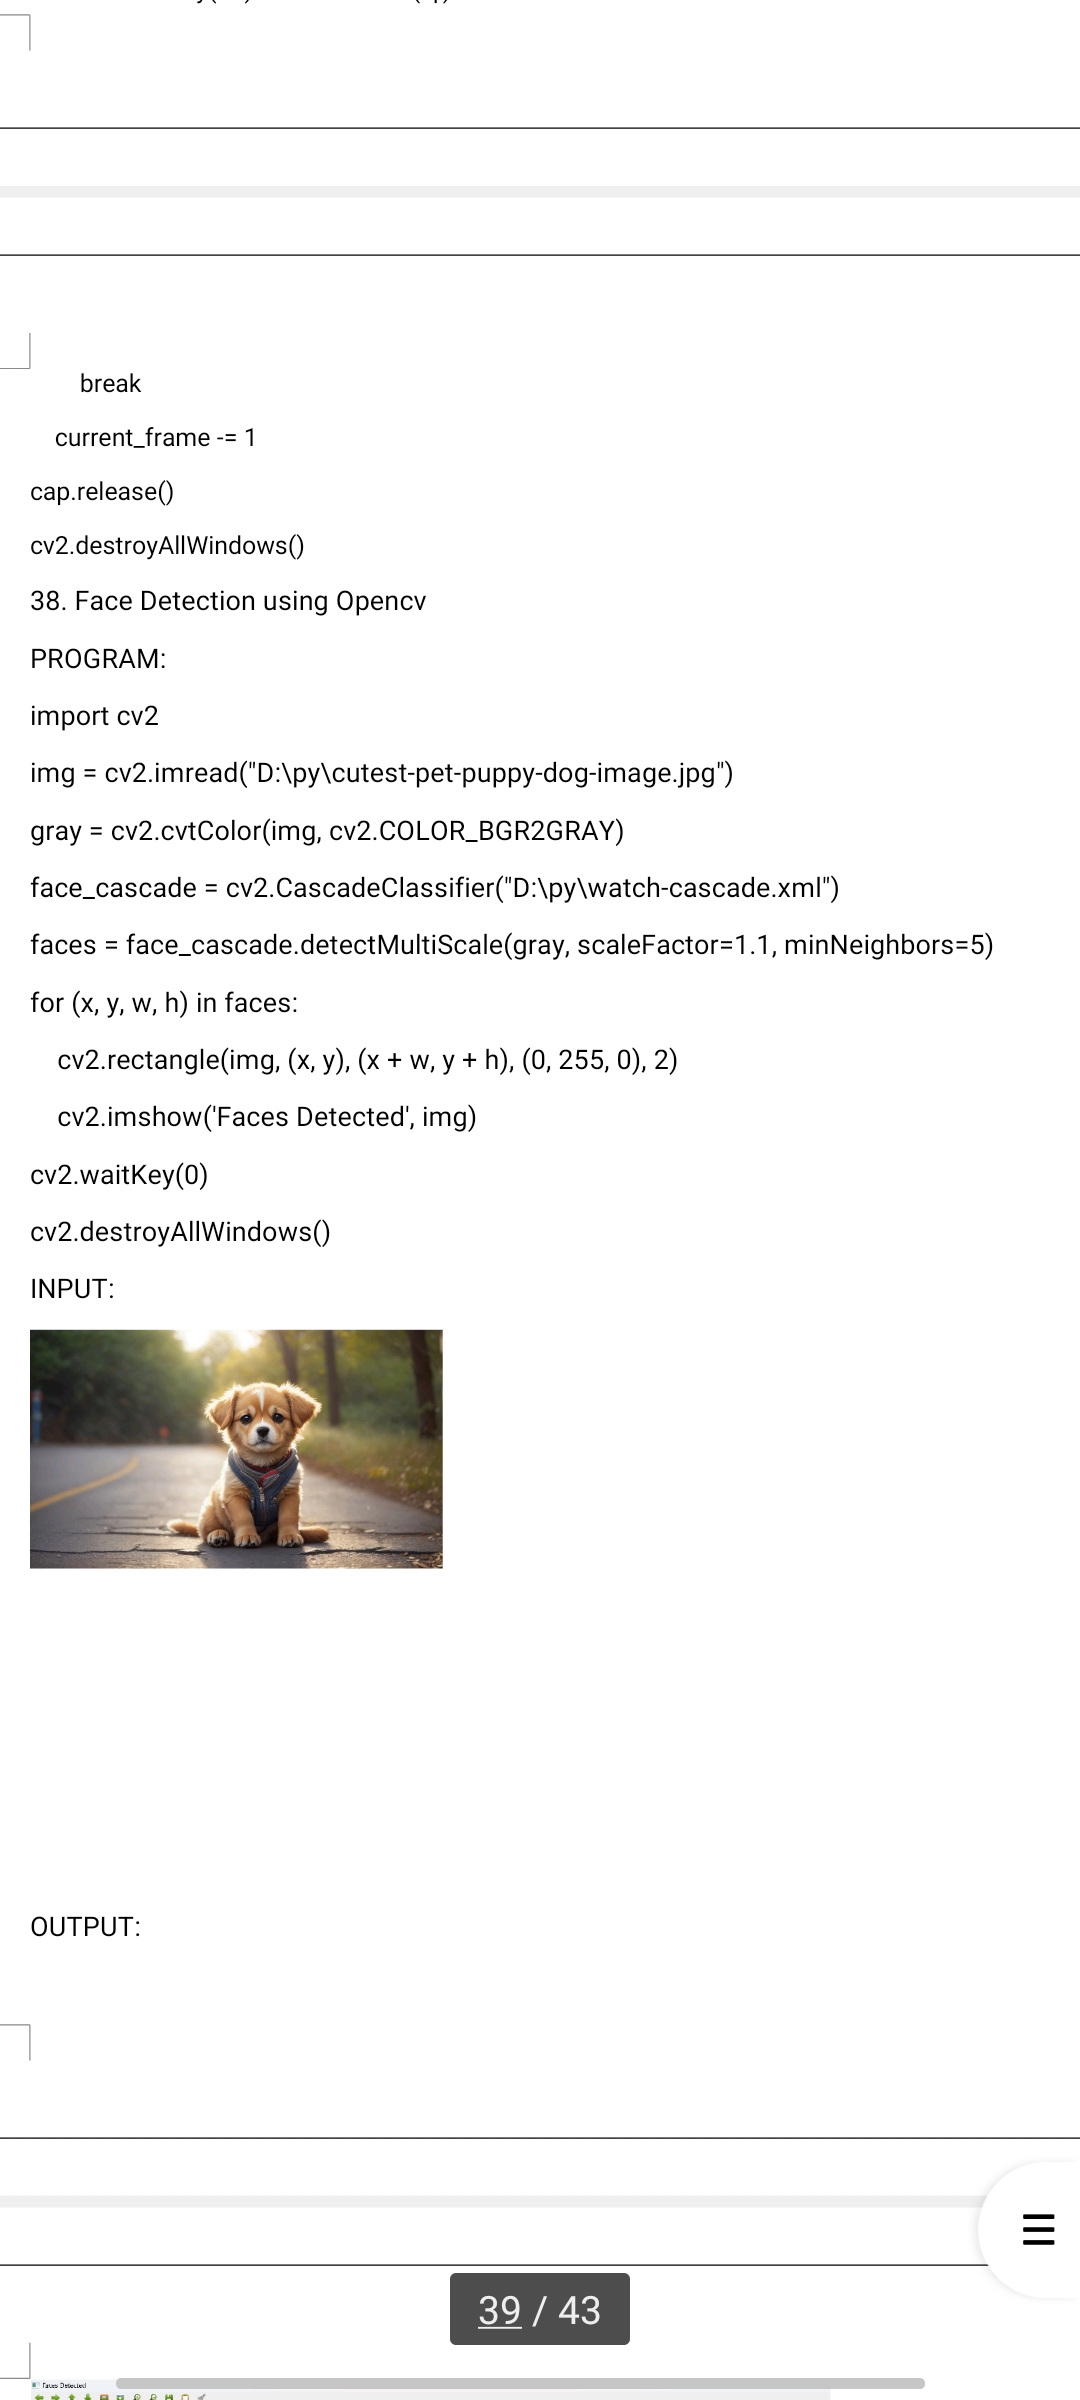 break
current_frame -= 1
cap.release()
cv2.destroyAllWindows()
38. Face Detection using Opencv
PROGRAM:
import cv2
img = cv2.imread("D:\py\cutest-pet-puppy-dog-image.jpg")
gray = cv2.cvtColor(img, cv2.COLOR_BGR2GRAY)
face_cascade = cv2.CascadeClassifier("D:\py\watch-cascade.xml")
faces = face_cascade.detectMultiScale(gray, scaleFactor=1.1, minNeighbors=5)
for (x, y, w, h) in faces:
cv2.rectangle(img, (x, y), (x + w, y + h), (0, 255, 0), 2)
cv2.imshow('Faces Detected', img)
cv2.waitKey(0)
cv2.destroyAllWindows()
INPUT:
OUTPUT:
39 / 43
Faces Detected